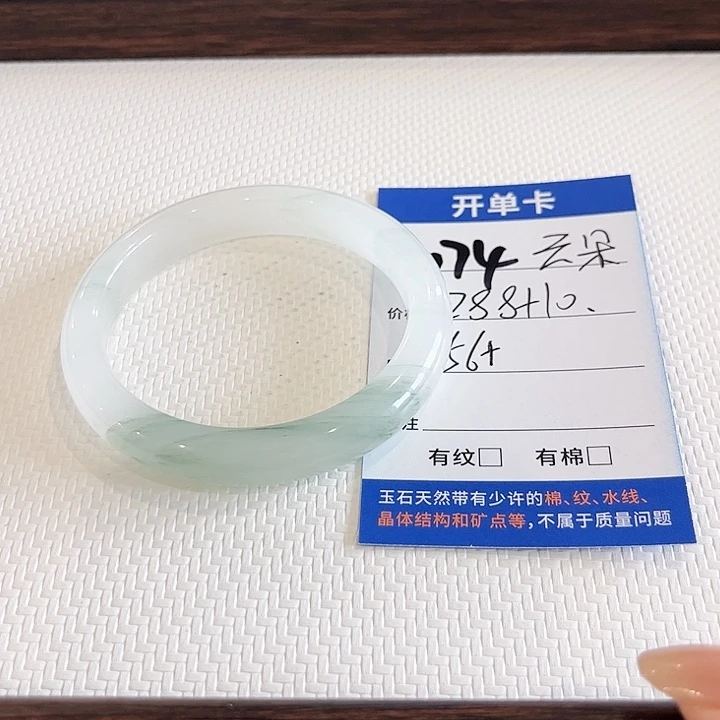 开单卡
74 云朵
价 288+10.
56+
注
有纹□ 有棉□
玉石天然带有少许的棉、纹、水线、
晶体结构和矿点等,不属于质量问题